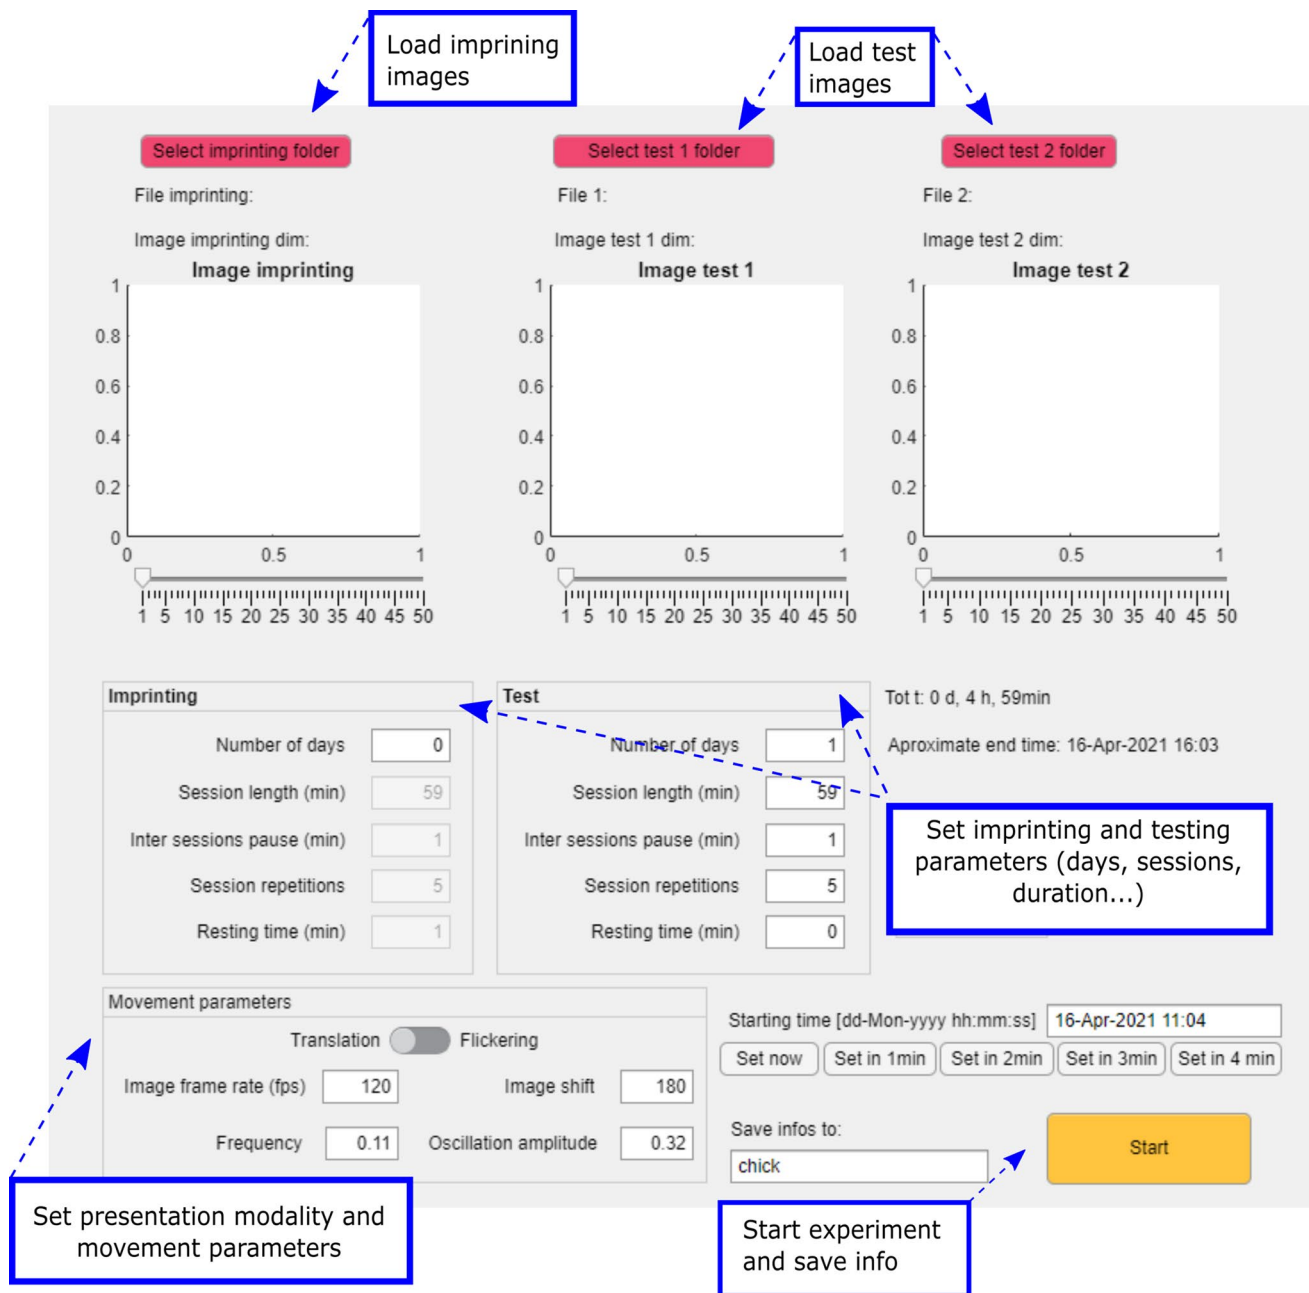 Load imprining
images
Load test
images
Select imprinting folder
Select test 1 folder
Select test 2 folder
File imprinting:
File 1:
File 2:
Image imprinting dim:
Image test 1 dim:
Image test 2 dim:
Image imprinting
Image test 1
Image test 2
1
0.8
0.6
0.4
0.2
0
0 0.5 1
1 5 10 15 20 25 30 35 40 45 50
1
0.8
0.6
0.4
0.2
0
0 0.5 1
1 5 10 15 20 25 30 35 40 45 50
1
0.8
0.6
0.4
0.2
0
0 0.5 1
1 5 10 15 20 25 30 35 40 45 50
Imprinting
Number of days 0
Session length (min) 59
Inter sessions pause (min) 1
Session repetitions 5
Resting time (min) 1
Test
Number of days 1
Session length (min) 59
Inter sessions pause (min) 1
Session repetitions 5
Resting time (min) 0
Tot t: 0 d, 4 h, 59min
Aproximate end time: 16-Apr-2021 16:03
Set imprinting and testing
parameters (days, sessions,
duration...)
Movement parameters
Translation Flickering
Image frame rate (fps) 120 Image shift 180
Frequency 0.11 Oscillation amplitude 0.32
Starting time [dd-Mon-yyyy hh:mm:ss] 16-Apr-2021 11:04
Set now Set in 1min Set in 2min Set in 3min Set in 4 min
Save infos to:
chick
Start
Set presentation modality and
movement parameters
Start experiment
and save info